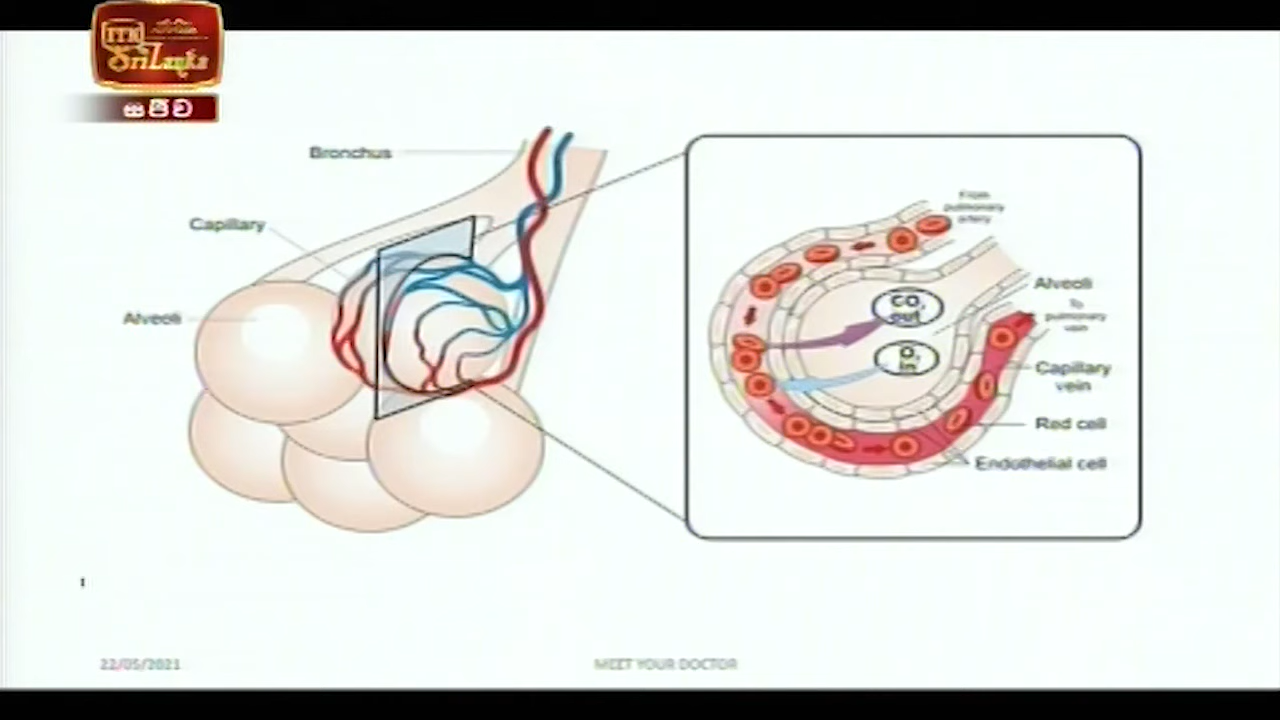 ITN
Sri Lanka
සජීව
Bronchus
Capillary
Alveoli
From
pulmonary
artery
CO₂
out
O₂
in
Alveoli
To
pulmonary
vein
Capillary
vein
Red cell
Endothelial cell
22/05/2021
MEET YOUR DOCTOR